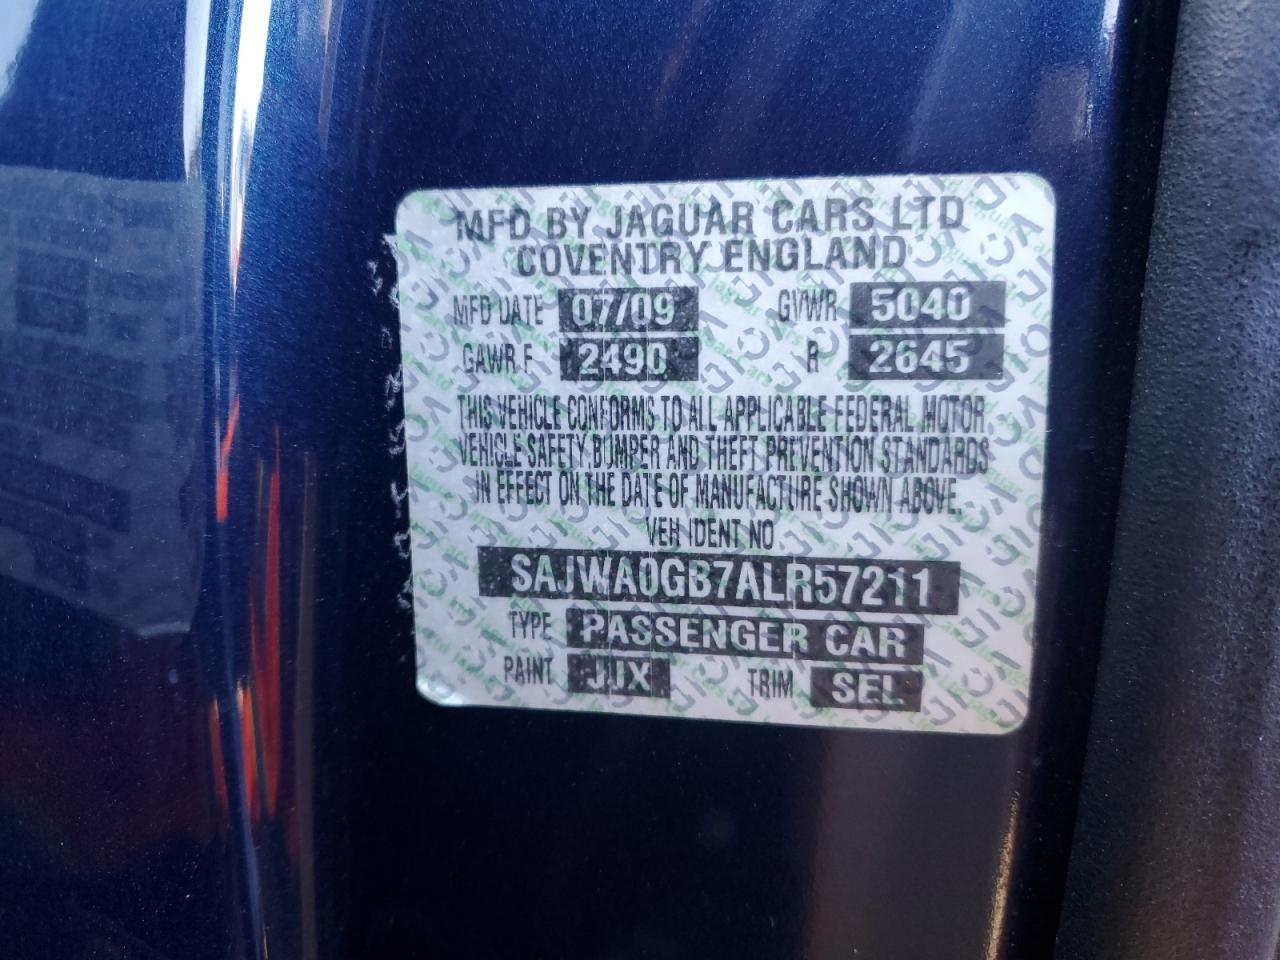 MFD BY JAGUAR CARS LTD
COVENTRY ENGLAND
MFD DATE 07/09 GVWR 5040
GAWR F. 2490 R 2645
THIS VEHICLE CONFORMS TO ALL APPLICABLE FEDERAL MOTOR
VEHICLE SAFETY, BUMPER AND THEFT PREVENTION STANDARDS
IN EFFECT ON THE DATE OF MANUFACTURE SHOWN ABOVE.
VEH IDENT NO
SAJWA0GB7ALR57211
TYPE PASSENGER CAR
PAINT JJX TRIM SEL